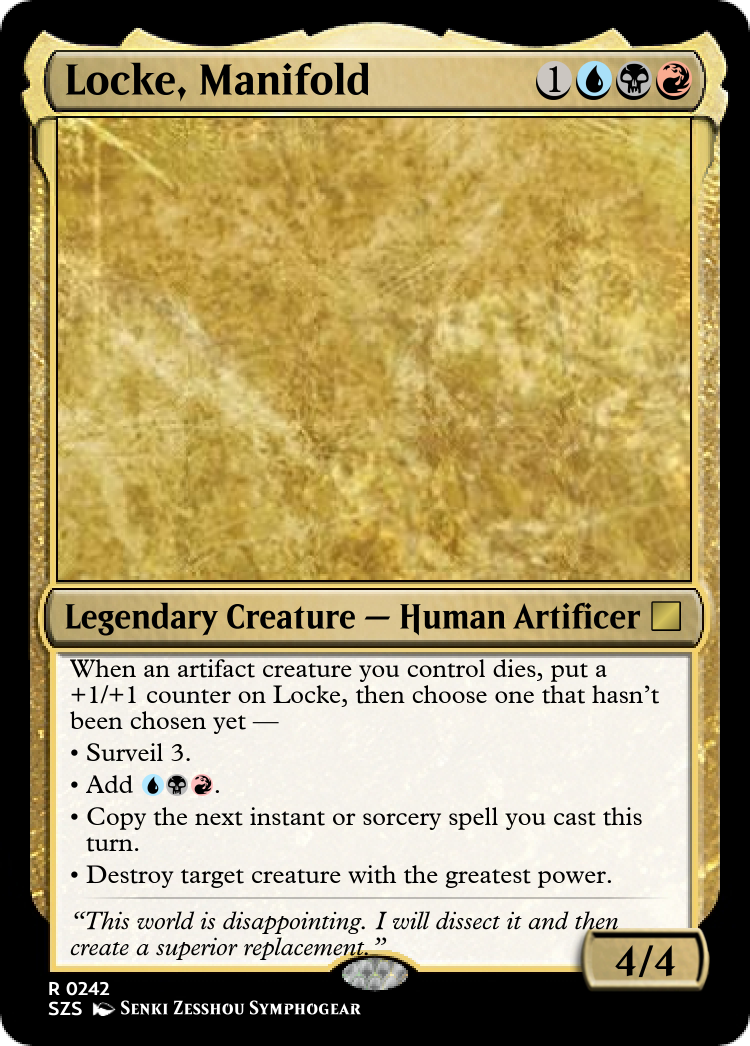 Locke, Manifold 1
Legendary Creature — Human Artificer
When an artifact creature you control dies, put a
+1/+1 counter on Locke, then choose one that hasn't
been chosen yet —
• Surveil 3.
• Add .
• Copy the next instant or sorcery spell you cast this
turn.
• Destroy target creature with the greatest power.
“This world is disappointing. I will dissect it and then
create a superior replacement.”
4/4
R 0242
SZS Senki Zesshou Symphogear